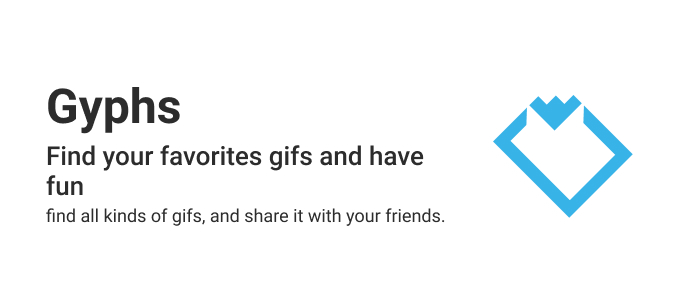 Gyphs
Find your favorites gifs and have
fun
find all kinds of gifs, and share it with your friends.